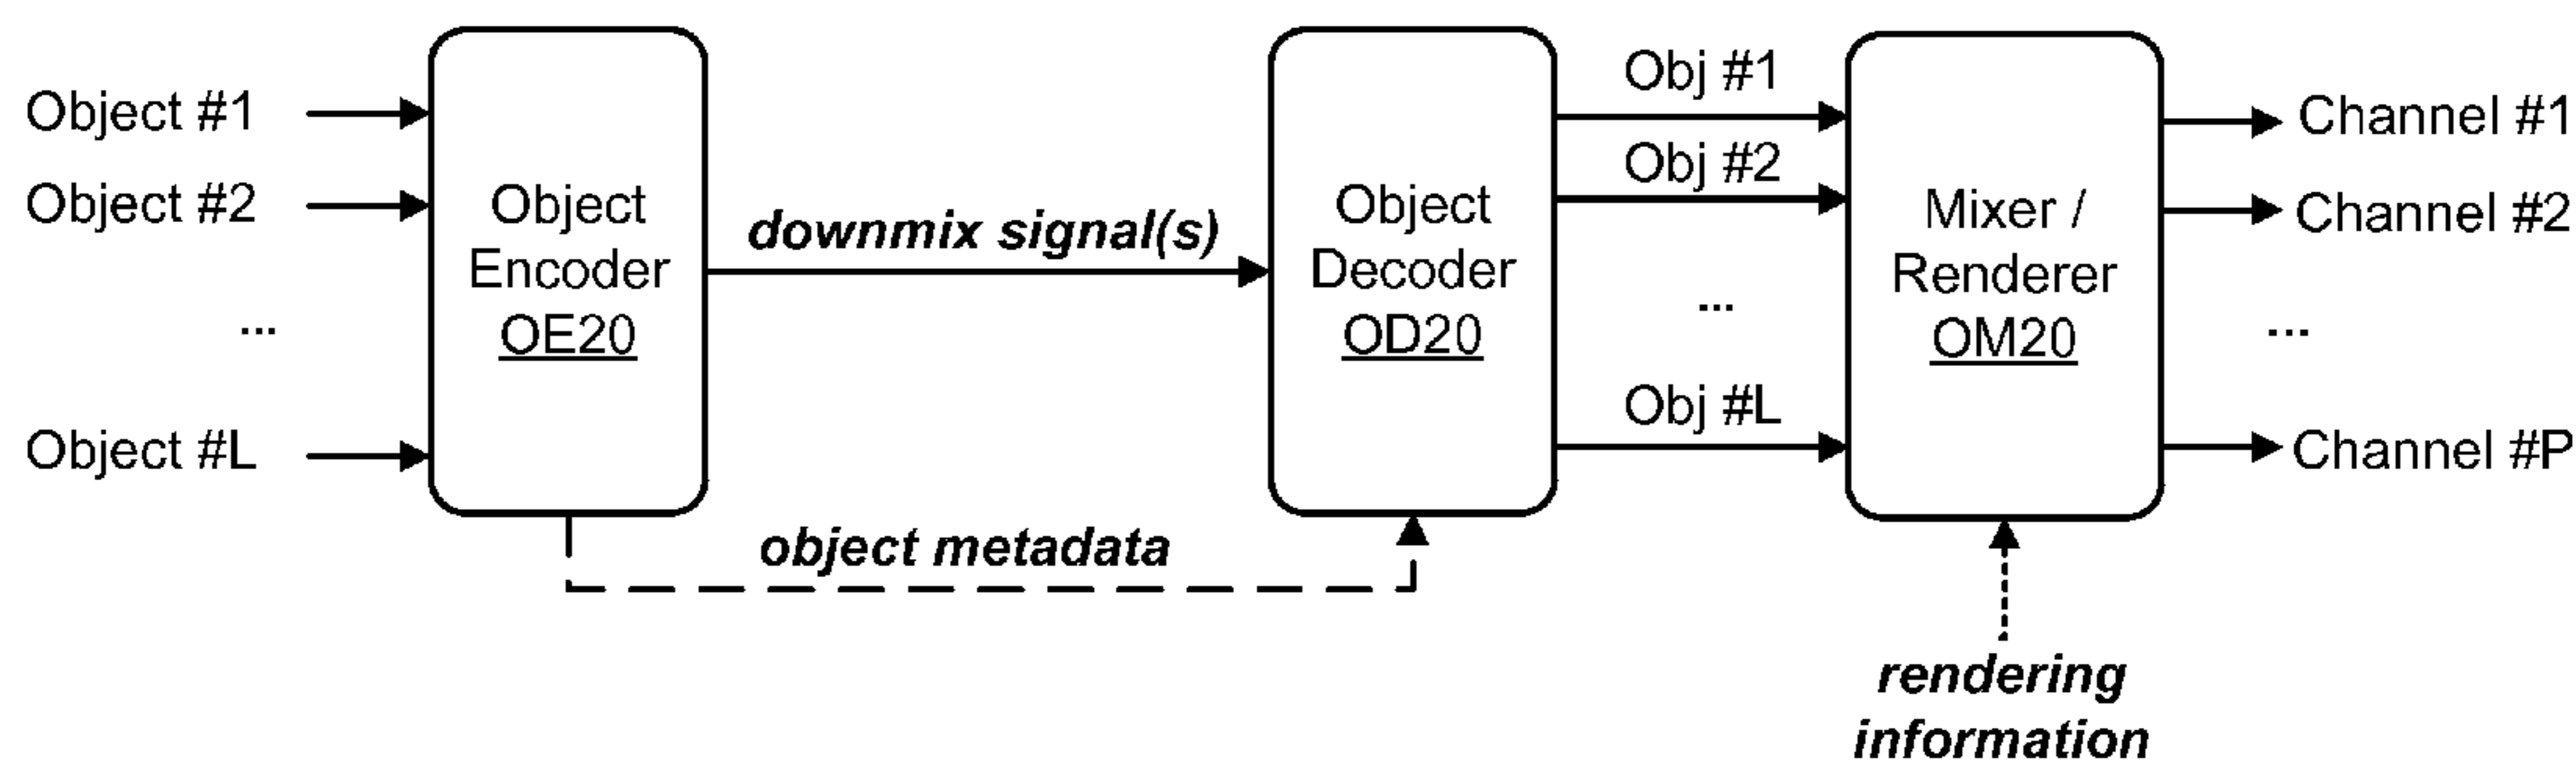 Object #1
Object #2
...
Object #L
Object
Encoder
OE20
downmix signal(s)
object metadata
Object
Decoder
OD20
Obj #1
Obj #2
...
Obj #L
Mixer /
Renderer
OM20
rendering
information
Channel #1
Channel #2
...
Channel #P